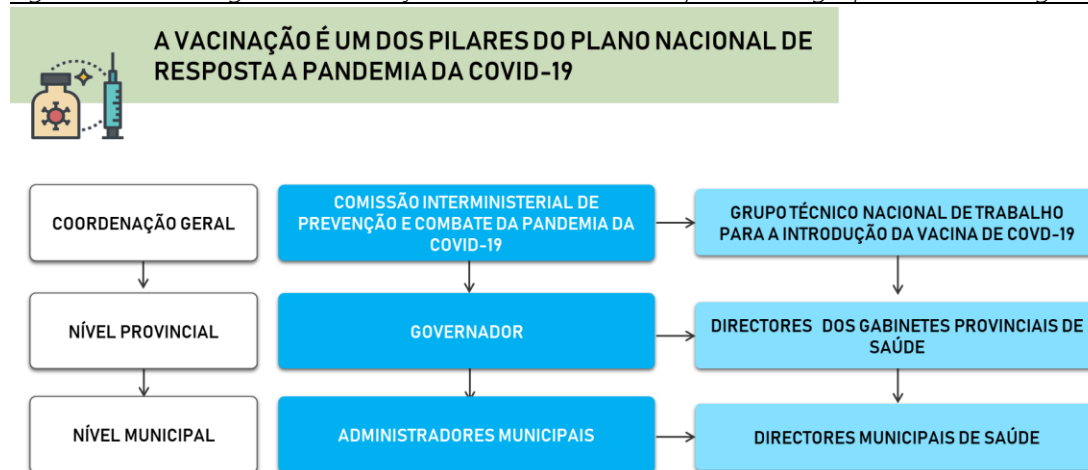 A VACINAÇÃO É UM DOS PILARES DO PLANO NACIONAL DE
RESPOSTA A PANDEMIA DA COVID-19
COORDENAÇÃO GERAL
COMISSÃO INTERMINISTERIAL DE
PREVENÇÃO E COMBATE DA PANDEMIA DA
COVID-19
GRUPO TÉCNICO NACIONAL DE TRABALHO
PARA A INTRODUÇÃO DA VACINA DE COVD-19
NÍVEL PROVINCIAL
GOVERNADOR
DIRECTORES DOS GABINETES PROVINCIAIS DE
SAÚDE
NÍVEL MUNICIPAL
ADMINISTRADORES MUNICIPAIS
DIRECTORES MUNICIPAIS DE SAÚDE